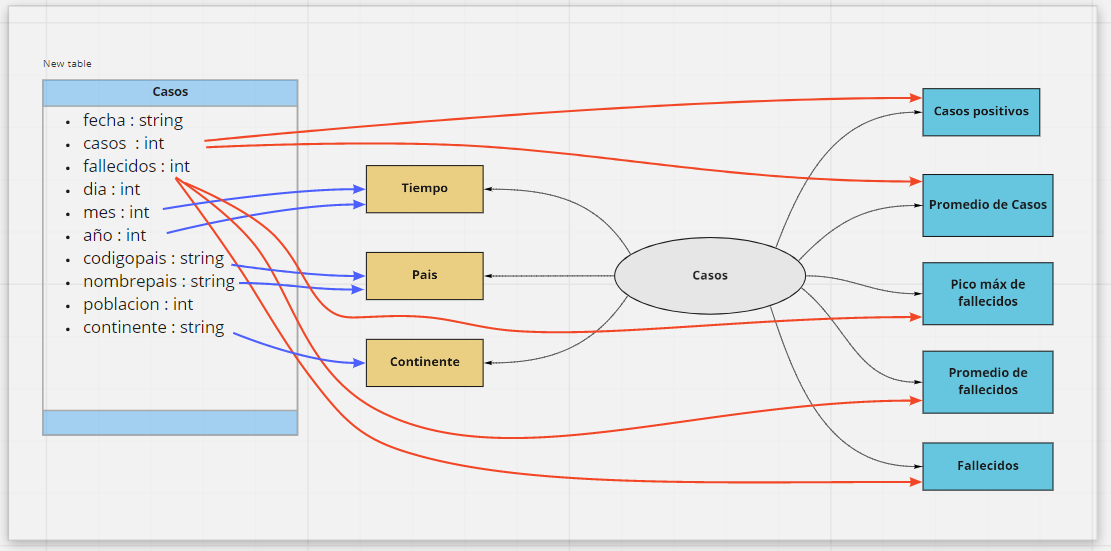 New table
Casos
fecha : string
casos : int
fallecidos : int
dia : int
mes : int
año : int
codigopais : string
nombrepais : string
poblacion : int
continente : string
Tiempo
Pais
Continente
Casos
Casos positivos
Promedio de Casos
Pico máx de
fallecidos
Promedio de
fallecidos
Fallecidos